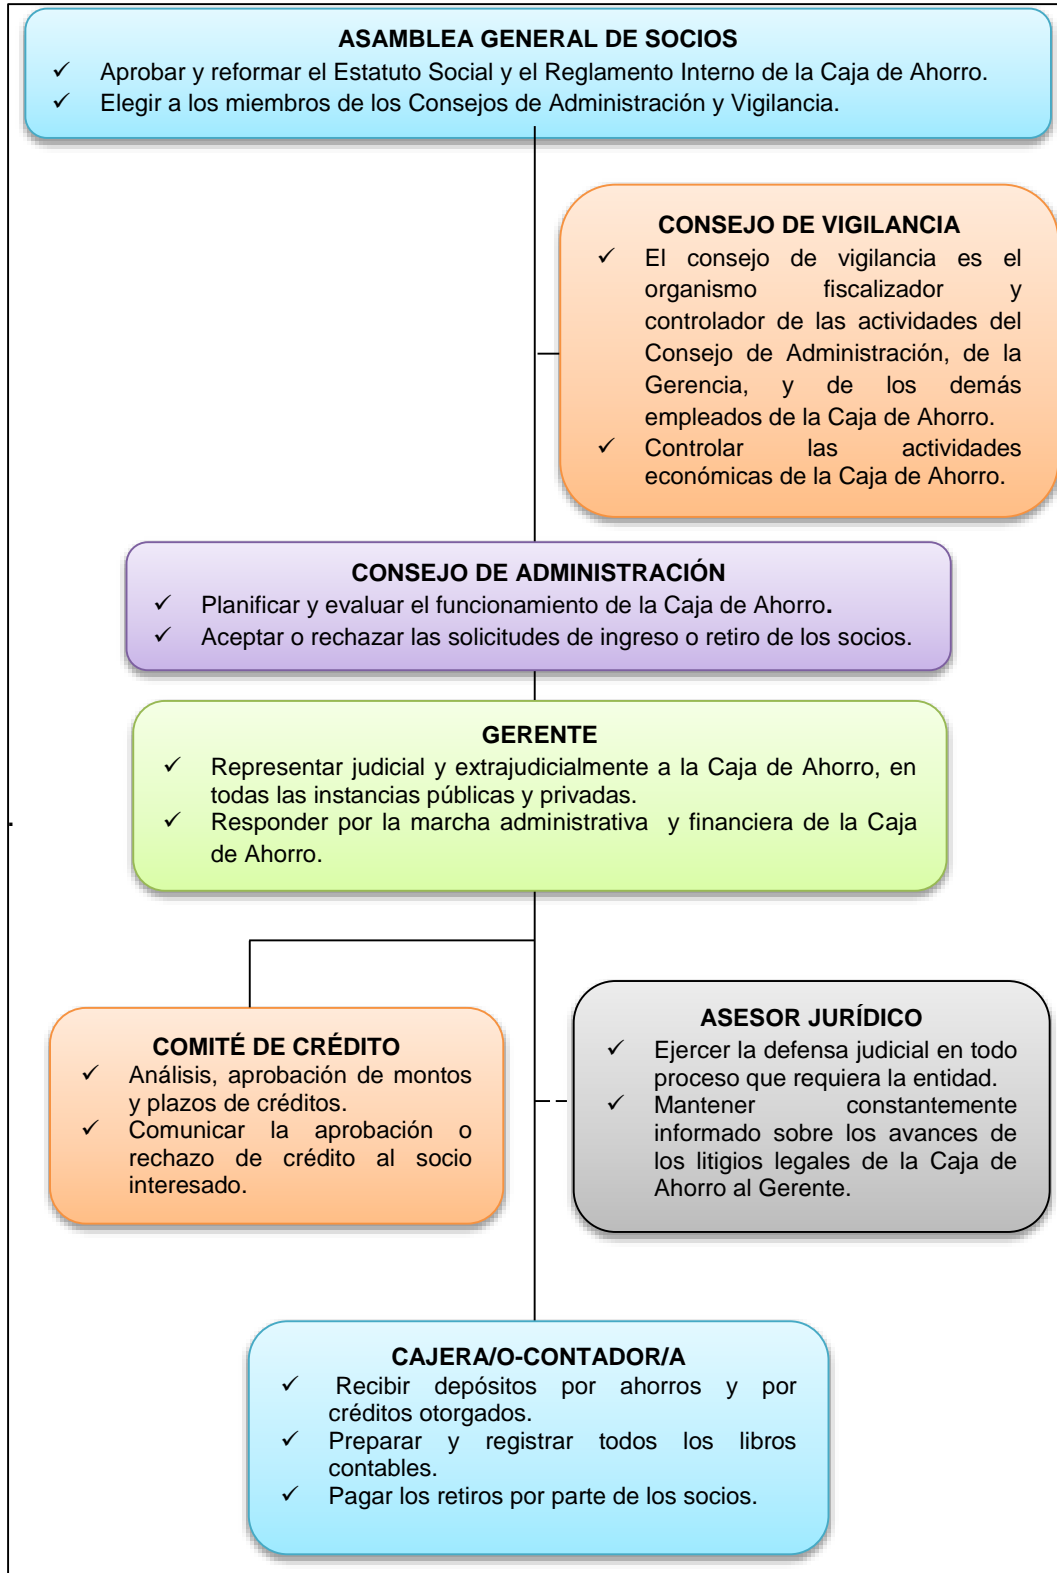 ASAMBLEA GENERAL DE SOCIOS
✓ Aprobar y reformar el Estatuto Social y el Reglamento Interno de la Caja de Ahorro.
✓ Elegir a los miembros de los Consejos de Administración y Vigilancia.
CONSEJO DE VIGILANCIA
✓ El consejo de vigilancia es el
organismo fiscalizador y
controlador de las actividades del
Consejo de Administración, de la
Gerencia, y de los demás
empleados de la Caja de Ahorro.
✓ Controlar las actividades
económicas de la Caja de Ahorro.
CONSEJO DE ADMINISTRACIÓN
✓ Planificar y evaluar el funcionamiento de la Caja de Ahorro.
✓ Aceptar o rechazar las solicitudes de ingreso o retiro de los socios.
GERENTE
✓ Representar judicial y extrajudicialmente a la Caja de Ahorro, en
todas las instancias públicas y privadas.
✓ Responder por la marcha administrativa y financiera de la Caja
de Ahorro.
COMITÉ DE CRÉDITO
✓ Análisis, aprobación de montos
y plazos de créditos.
✓ Comunicar la aprobación o
rechazo de crédito al socio
interesado.
ASESOR JURÍDICO
✓ Ejercer la defensa judicial en todo
proceso que requiera la entidad.
✓ Mantener constantemente
informado sobre los avances de
los litigios legales de la Caja de
Ahorro al Gerente.
CAJERA/O-CONTADOR/A
✓ Recibir depósitos por ahorros y por
créditos otorgados.
✓ Preparar y registrar todos los libros
contables.
✓ Pagar los retiros por parte de los socios.